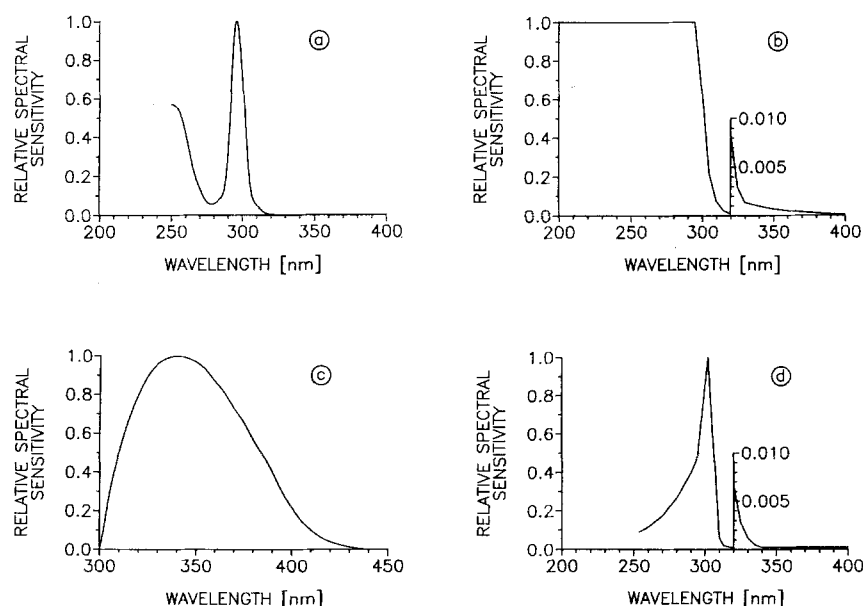 RELATIVE SPECTRAL
SENSITIVITY
1.0
0.8
0.6
0.4
0.2
0.0
200
250
300
350
400
WAVELENGTH [nm]
a
RELATIVE SPECTRAL
SENSITIVITY
1.0
0.8
0.6
0.4
0.2
0.0
0.010
0.005
200
250
300
350
400
WAVELENGTH [nm]
b
RELATIVE SPECTRAL
SENSITIVITY
1.0
0.8
0.6
0.4
0.2
0.0
300
350
400
450
WAVELENGTH [nm]
c
RELATIVE SPECTRAL
SENSITIVITY
1.0
0.8
0.6
0.4
0.2
0.0
0.010
0.005
200
250
300
350
400
WAVELENGTH [nm]
d